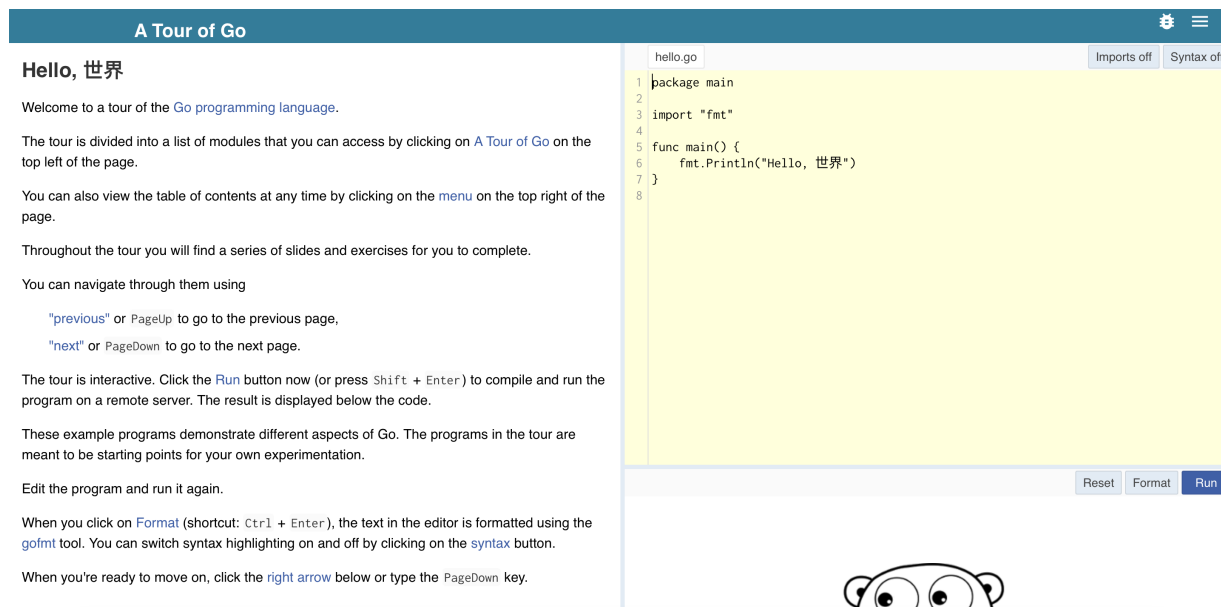 A Tour of Go
Hello, 世界
Welcome to a tour of the Go programming language.
The tour is divided into a list of modules that you can access by clicking on A Tour of Go on the
top left of the page.
You can also view the table of contents at any time by clicking on the menu on the top right of the
page.
Throughout the tour you will find a series of slides and exercises for you to complete.
You can navigate through them using
"previous" or PageUp to go to the previous page,
"next" or PageDown to go to the next page.
The tour is interactive. Click the Run button now (or press Shift + Enter) to compile and run the
program on a remote server. The result is displayed below the code.
These example programs demonstrate different aspects of Go. The programs in the tour are
meant to be starting points for your own experimentation.
Edit the program and run it again.
When you click on Format (shortcut: Ctrl + Enter), the text in the editor is formatted using the
gofmt tool. You can switch syntax highlighting on and off by clicking on the syntax button.
When you're ready to move on, click the right arrow below or type the PageDown key.
hello.go
Imports off
Syntax off
1 package main
2
3 import "fmt"
4
5 func main() {
6 fmt.Println("Hello, 世界")
7 }
8
Reset
Format
Run